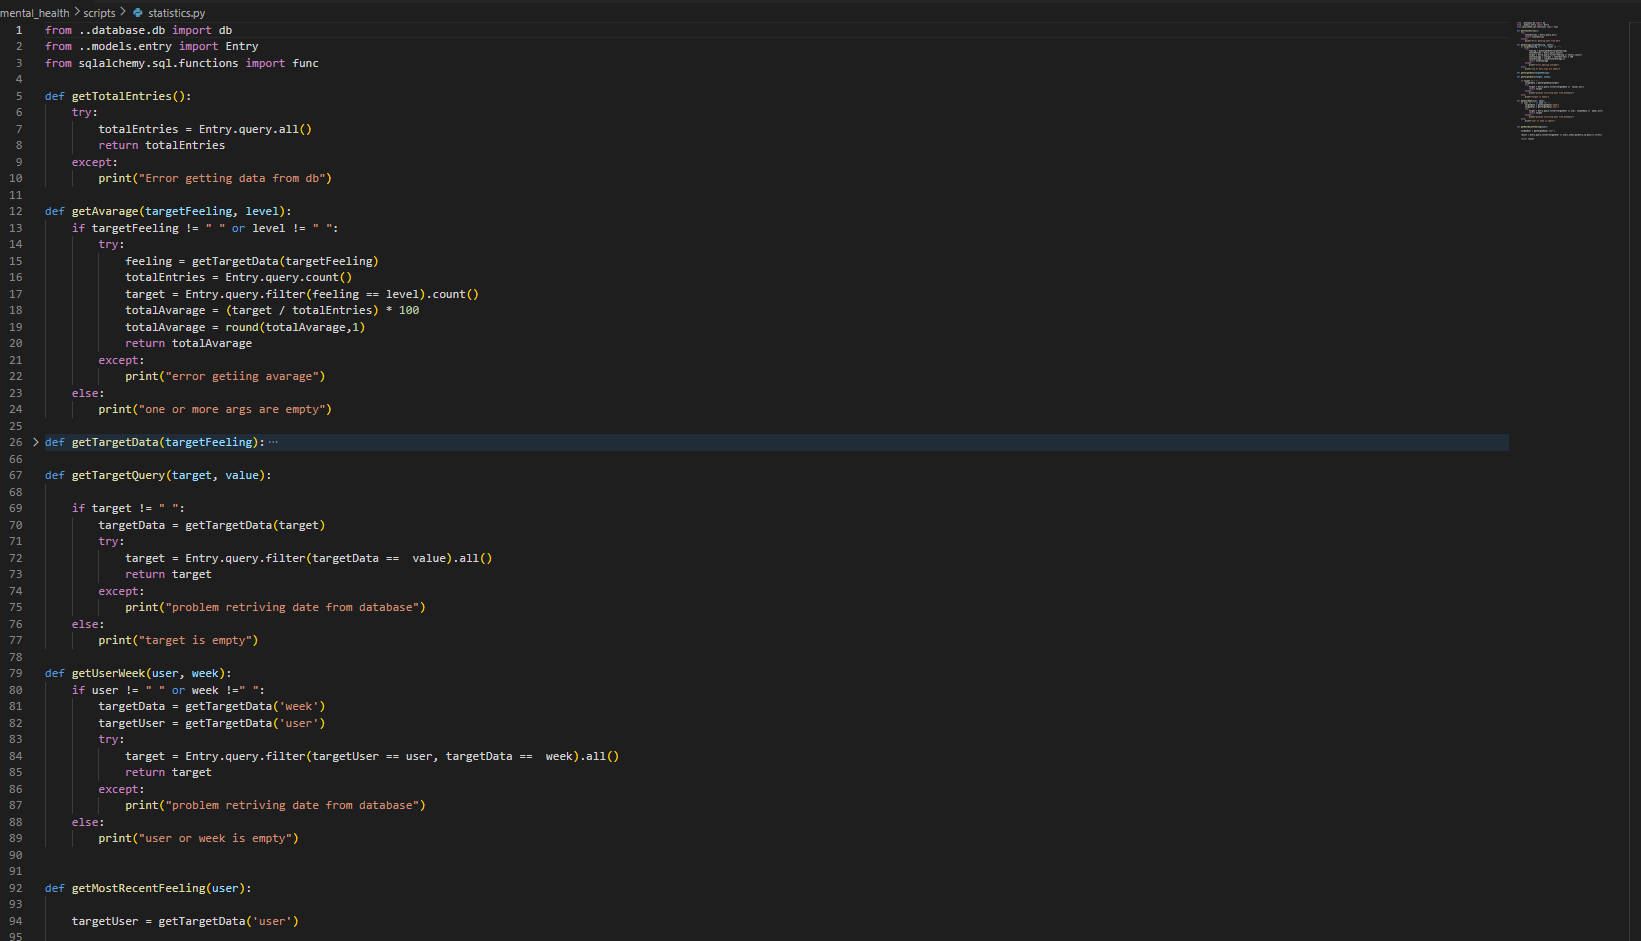 mental_health > scripts > statistics.py
1 from ..database.db import db
2 from ..models.entry import Entry
3 from sqlalchemy.sql.functions import func
4
5 def getTotalEntries():
6     try:
7         totalEntries = Entry.query.all()
8         return totalEntries
9     except:
10         print("Error getting data from db")
11
12 def getAvarage(targetFeeling, level):
13     if targetFeeling != " " or level != " ":
14         try:
15             feeling = getTargetData(targetFeeling)
16             totalEntries = Entry.query.count()
17             target = Entry.query.filter(feeling == level).count()
18             totalAvarage = (target / totalEntries) * 100
19             totalAvarage = round(totalAvarage,1)
20             return totalAvarage
21         except:
22             print("error getiing avarage")
23     else:
24         print("one or more args are empty")
25
26 > def getTargetData(targetFeeling): ···
66
67 def getTargetQuery(target, value):
68
69     if target != " ":
70         targetData = getTargetData(target)
71         try:
72             target = Entry.query.filter(targetData ==  value).all()
73             return target
74         except:
75             print("problem retriving date from database")
76     else:
77         print("target is empty")
78
79 def getUserWeek(user, week):
80     if user != " " or week !=" ":
81         targetData = getTargetData('week')
82         targetUser = getTargetData('user')
83         try:
84             target = Entry.query.filter(targetUser == user, targetData ==  week).all()
85             return target
86         except:
87             print("problem retriving date from database")
88     else:
89         print("user or week is empty")
90
91
92 def getMostRecentFeeling(user):
93
94     targetUser = getTargetData('user')
95